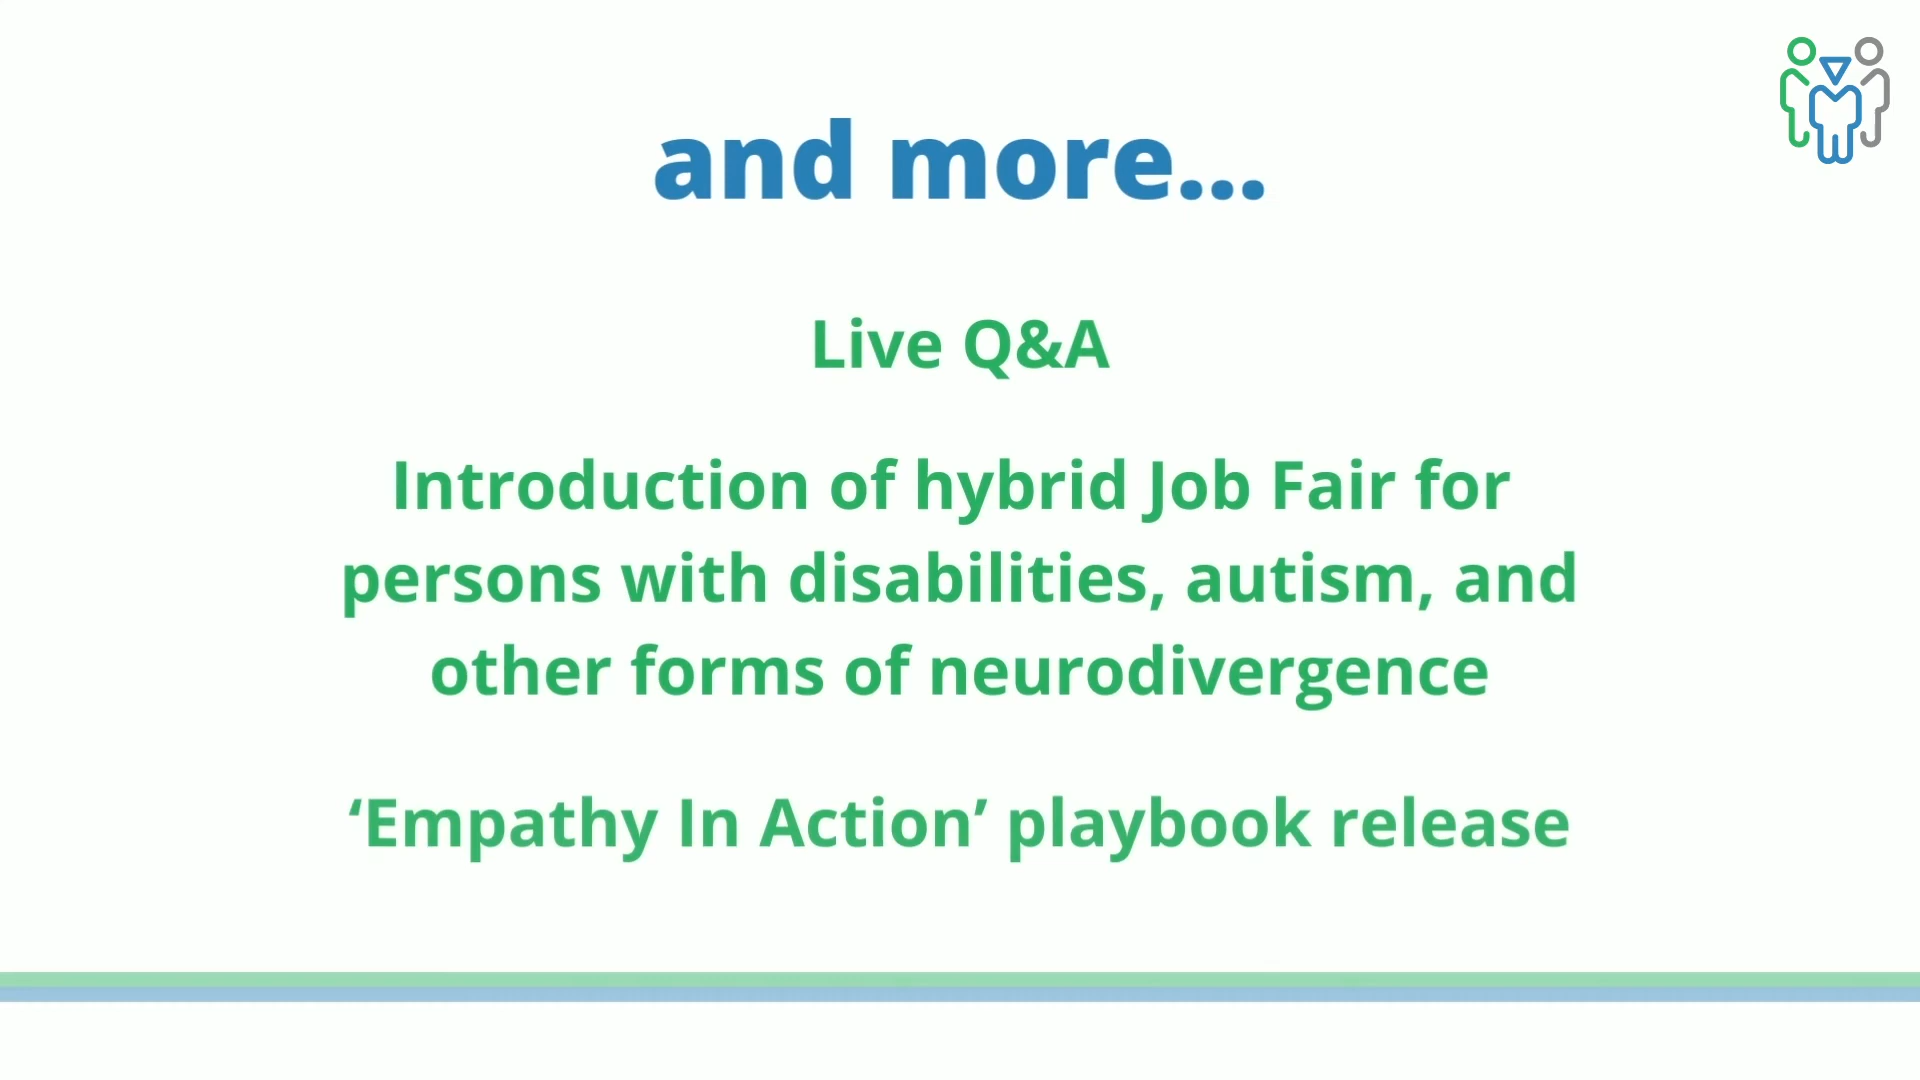 and more...
Live Q&A
Introduction of hybrid Job Fair for
persons with disabilities, autism, and
other forms of neurodivergence
‘Empathy In Action’ playbook release